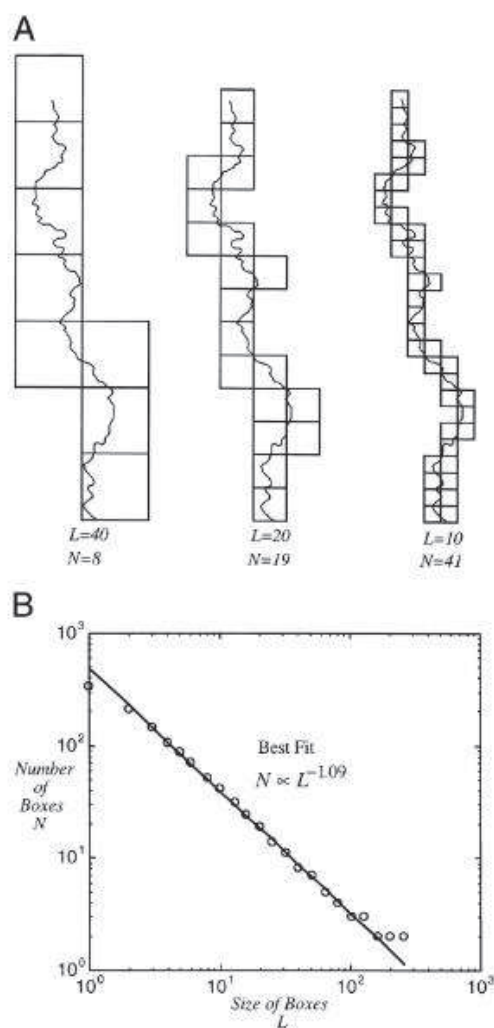 A
L=40
N=8
L=20
N=19
L=10
N=41
B
10³
10²
10¹
10⁰
Number
of
Boxes
N
Best Fit
N ∝ L⁻¹·⁰⁹
10⁰
10¹
10²
10³
Size of Boxes
L